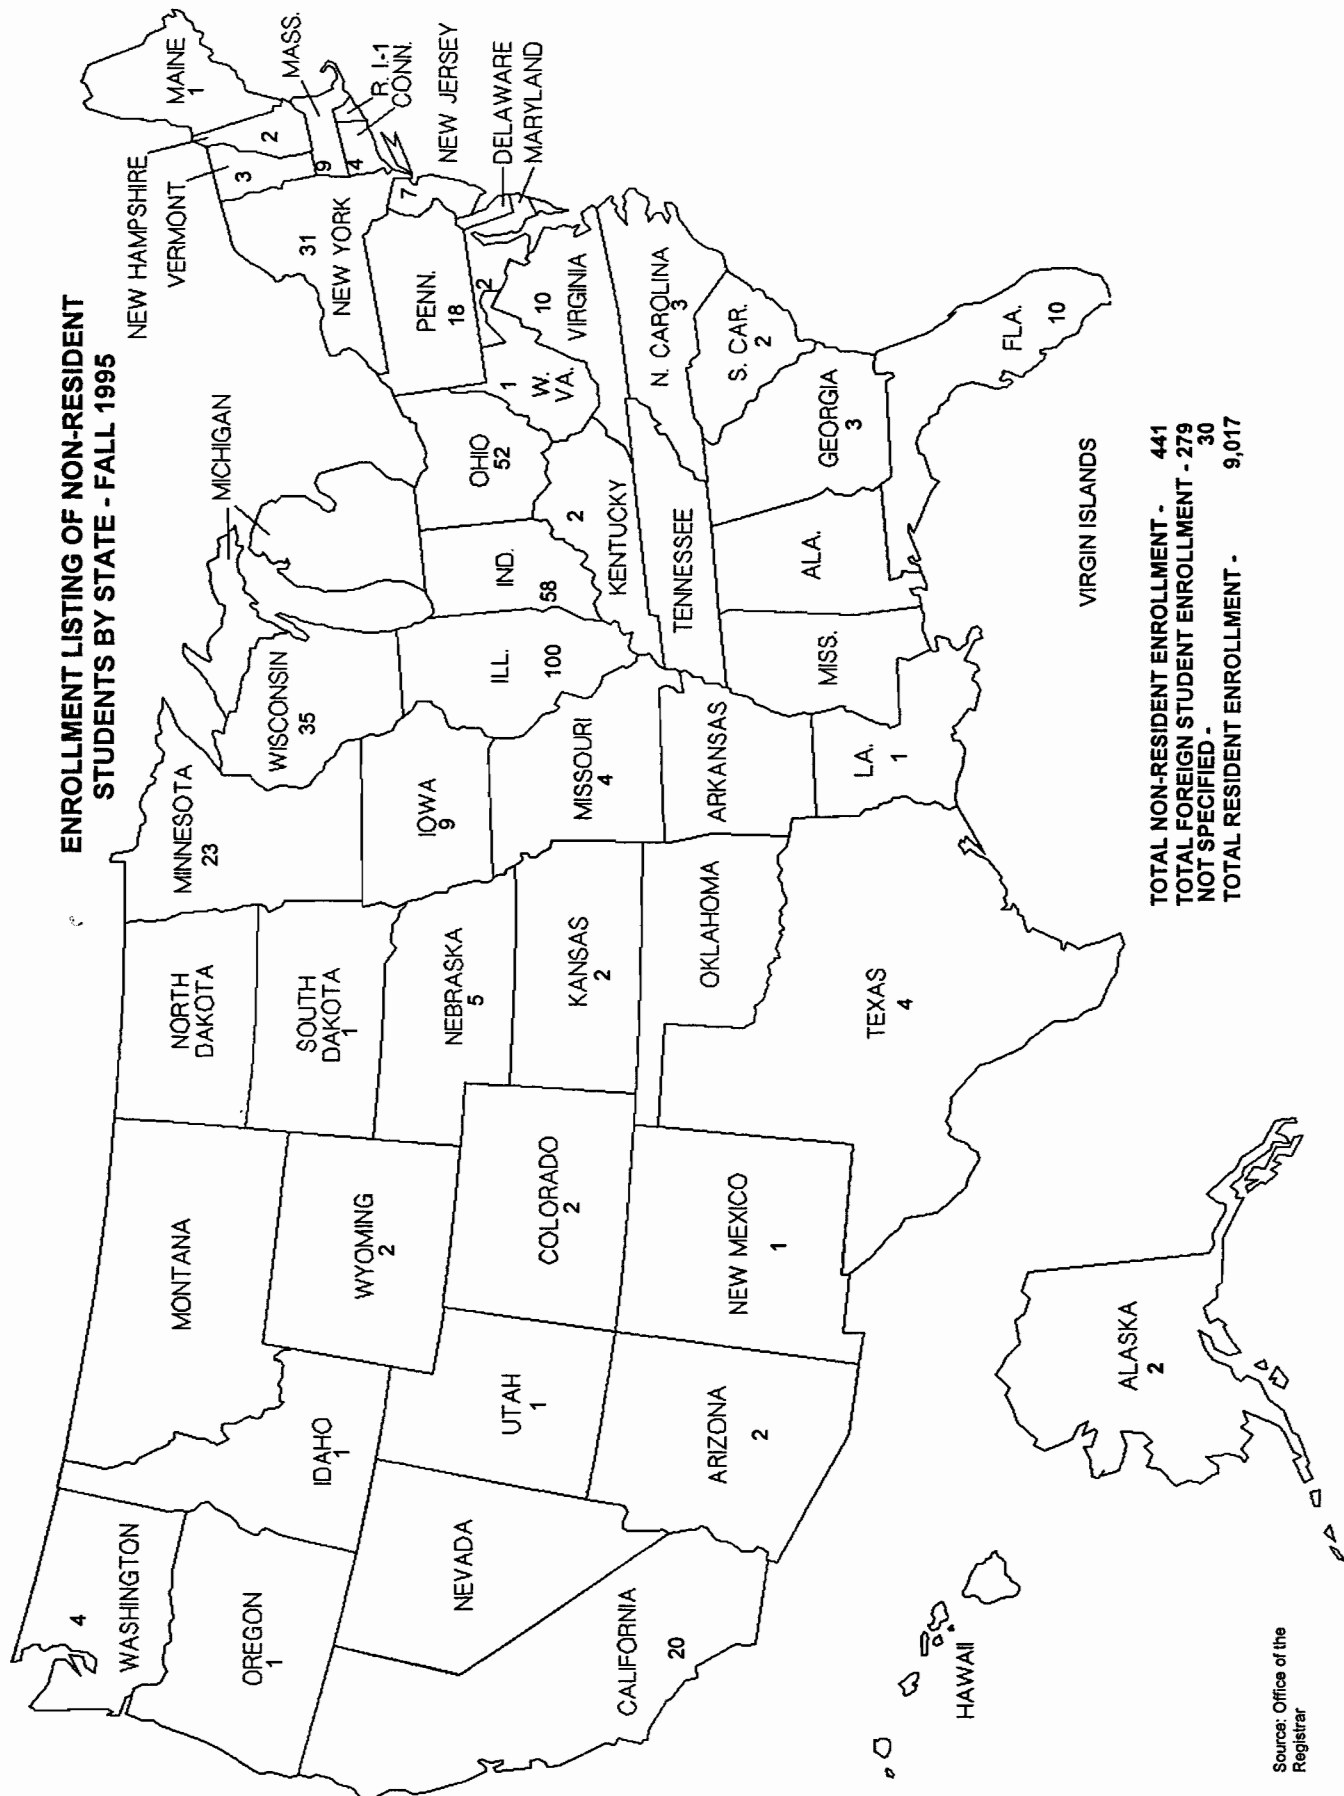 ENROLLMENT LISTING OF NON-RESIDENT
STUDENTS BY STATE - FALL 1995
WASHINGTON
4
OREGON
1
CALIFORNIA
20
NEVADA
IDAHO
1
MONTANA
WYOMING
2
UTAH
1
ARIZONA
2
COLORADO
2
NEW MEXICO
1
NORTH
DAKOTA
SOUTH
DAKOTA
1
NEBRASKA
5
KANSAS
2
OKLAHOMA
TEXAS
4
MINNESOTA
23
IOWA
9
MISSOURI
4
ARKANSAS
LA.
1
WISCONSIN
35
ILL.
100
MICHIGAN
IND.
58
OHIO
52
KENTUCKY
2
TENNESSEE
MISS.
ALA.
GEORGIA
3
FLA.
10
S. CAR.
2
N. CAROLINA
3
VIRGINIA
10
W.
VA.
1
2
PENN.
18
NEW YORK
31
NEW HAMPSHIRE
2
VERMONT
3
MAINE
1
MASS.
9
R. I.-1
CONN.
4
NEW JERSEY
7
DELAWARE
MARYLAND
ALASKA
2
HAWAII
VIRGIN ISLANDS
TOTAL NON-RESIDENT ENROLLMENT - 441
TOTAL FOREIGN STUDENT ENROLLMENT - 279
NOT SPECIFIED - 30
TOTAL RESIDENT ENROLLMENT - 9,017
Source: Office of the
Registrar